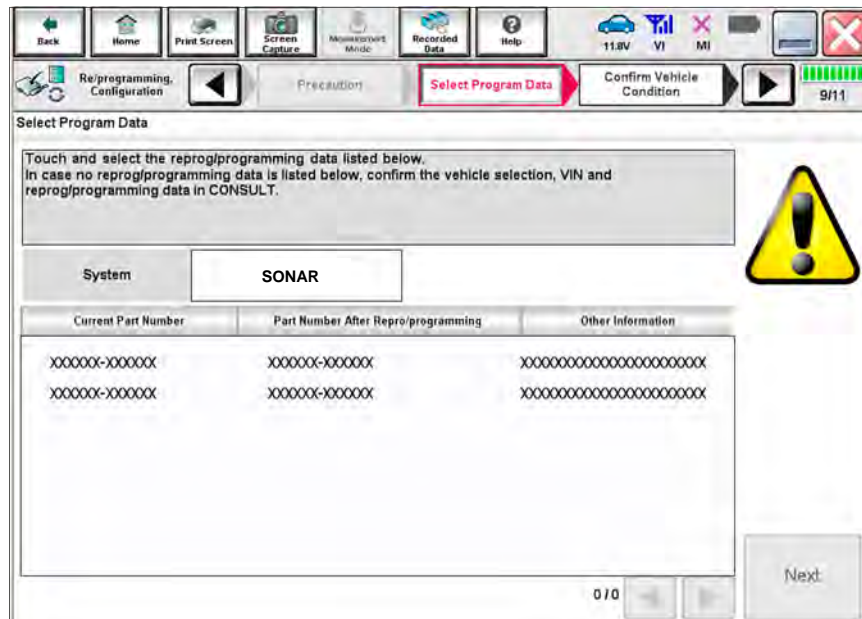 Back
Home
Print Screen
Screen Capture
Measurement Mode
Recorded Data
Help
11.8V VI MI
Re/programming, Configuration
Precaution
Select Program Data
Confirm Vehicle Condition
9/11
Select Program Data
Touch and select the reprog/programming data listed below.
In case no reprog/programming data is listed below, confirm the vehicle selection, VIN and
reprog/programming data in CONSULT.
System SONAR
Current Part Number Part Number After Repro/programming Other Information
XXXXXX-XXXXXX XXXXXX-XXXXXX XXXXXXXXXXXXXXXXXXXXXXX
XXXXXX-XXXXXX XXXXXX-XXXXXX XXXXXXXXXXXXXXXXXXXXXXX
0/0
Next